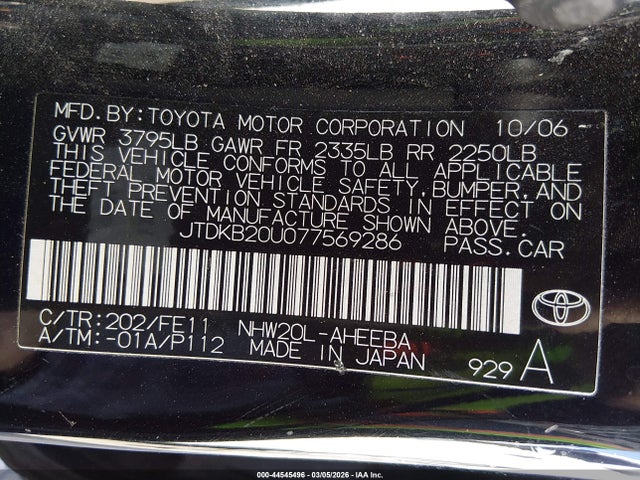 MFD. BY: TOYOTA MOTOR CORPORATION 10/06
GVWR 3795LB GAWR FR 2335LB RR 2250LB
THIS VEHICLE CONFORMS TO ALL APPLICABLE
FEDERAL MOTOR VEHICLE SAFETY, BUMPER, AND
THEFT PREVENTION STANDARDS IN EFFECT ON
THE DATE OF MANUFACTURE SHOWN ABOVE.
JTDKB20U077569286 PASS. CAR
C/TR: 202/FE11 NHW20L-AHEEBA
A/TM: -01A/P112 MADE IN JAPAN
929 A
TOYOTA
000-44545496 | 03/05/2026 - IAA Inc.